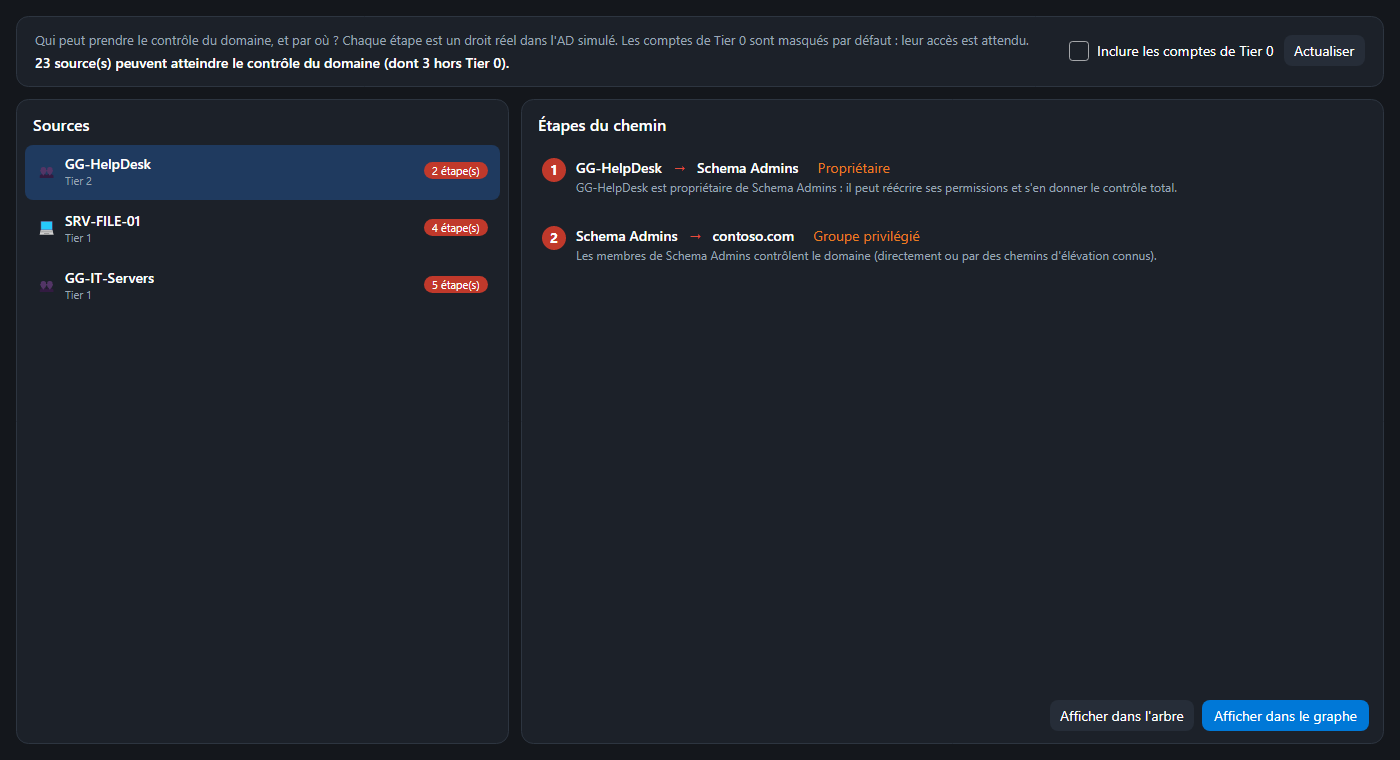 Qui peut prendre le contrôle du domaine, et par où ? Chaque étape est un droit réel dans l'AD simulé. Les comptes de Tier 0 sont masqués par défaut : leur accès est attendu.
23 source(s) peuvent atteindre le contrôle du domaine (dont 3 hors Tier 0).
Inclure les comptes de Tier 0
Actualiser
Sources
GG-HelpDesk
Tier 2
2 étape(s)
SRV-FILE-01
Tier 1
4 étape(s)
GG-IT-Servers
Tier 1
5 étape(s)
Étapes du chemin
1 GG-HelpDesk → Schema Admins Propriétaire
GG-HelpDesk est propriétaire de Schema Admins : il peut réécrire ses permissions et s'en donner le contrôle total.
2 Schema Admins → contoso.com Groupe privilégié
Les membres de Schema Admins contrôlent le domaine (directement ou par des chemins d'élévation connus).
Afficher dans l'arbre
Afficher dans le graphe